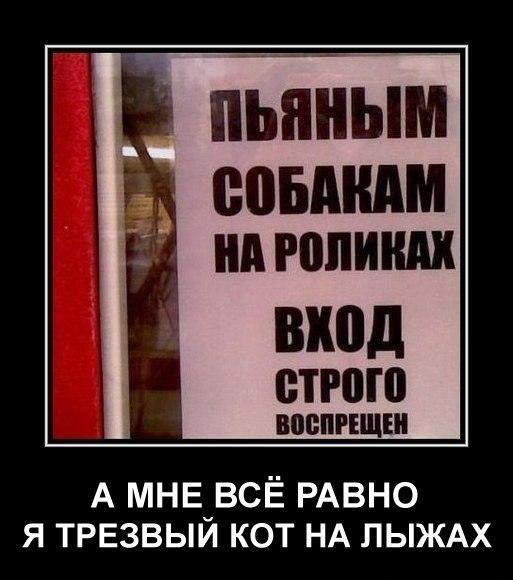 ПЬЯНЫМ
СОБАКАМ
НА РОЛИКАХ
ВХОД
СТРОГО
ВОСПРЕЩЕН
А МНЕ ВСЁ РАВНО
Я ТРЕЗВЫЙ КОТ НА ЛЫЖАХ